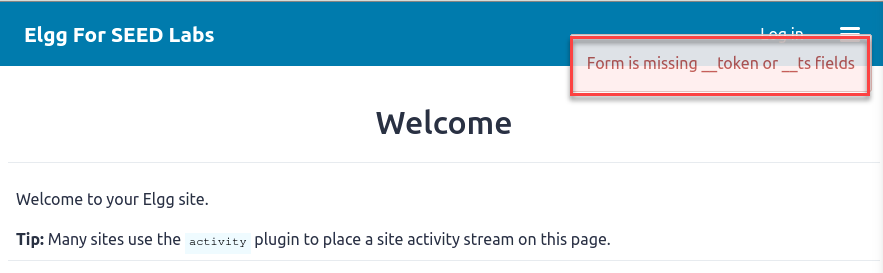 Elgg For SEED Labs
Log in
Form is missing __token or __ts fields
Welcome
Welcome to your Elgg site.
Tip: Many sites use the activity plugin to place a site activity stream on this page.